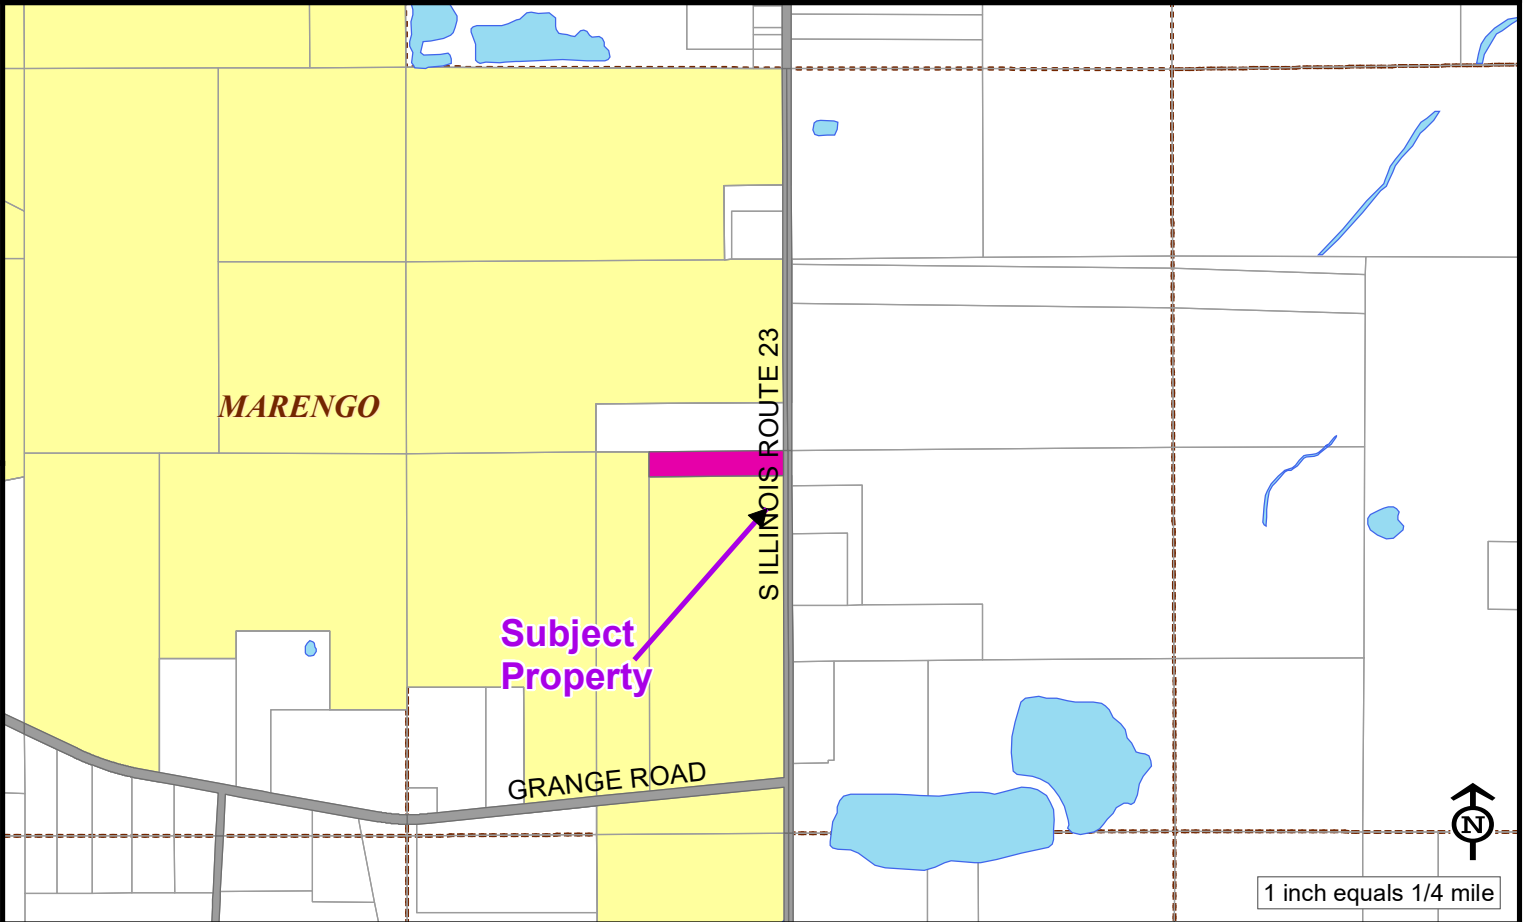 S ILLINOIS ROUTE 23
MARENGO
Subject
Property
GRANGE ROAD
N
1 inch equals 1/4 mile